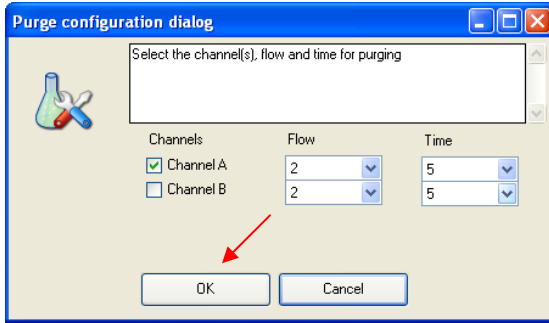 Purge configuration dialog
Select the channel(s), flow and time for purging
Channels Flow Time
Channel A 2 5
Channel B 2 5
OK Cancel